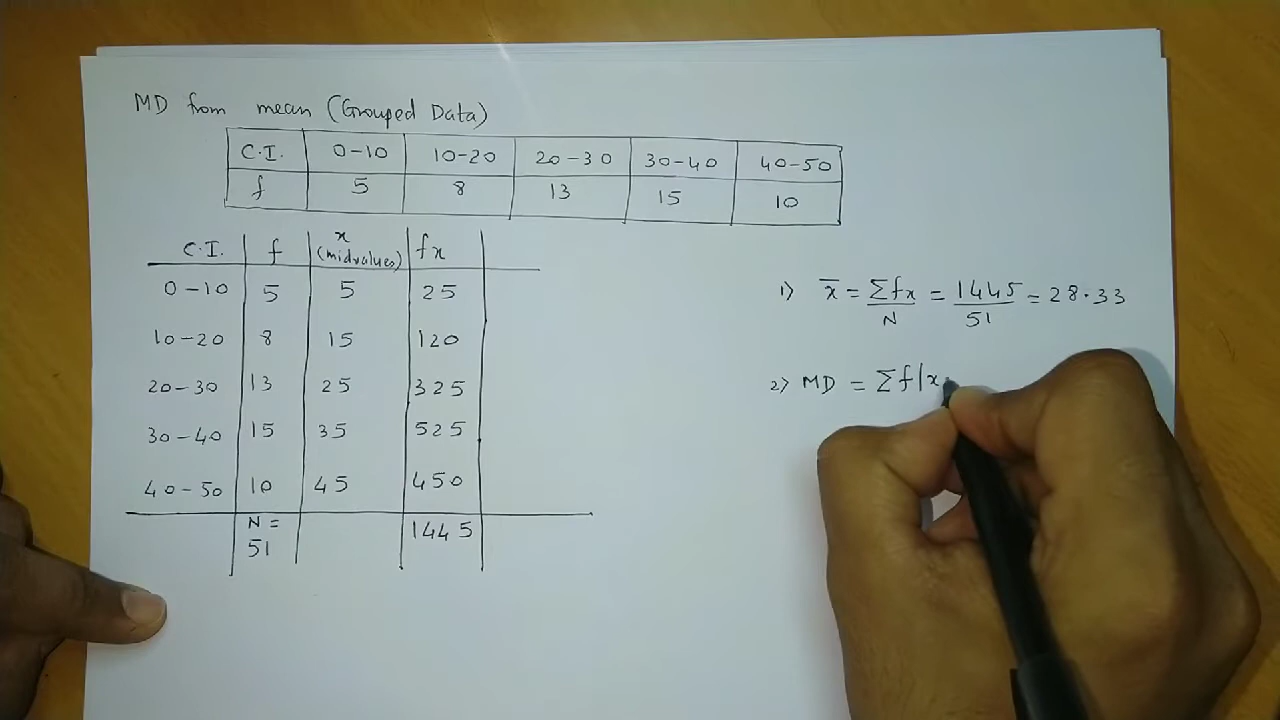 MD from mean (Grouped Data)
C.I. 0-10 10-20 20-30 30-40 40-50
f 5 8 13 15 10
C.I. f x (midvalues) fx
0-10 5 5 25
10-20 8 15 120
20-30 13 25 325
30-40 15 35 525
40-50 10 45 450
N = 51 1445
1) x̄ = Σfx/N = 1445/51 = 28.33
2) MD = Σf|x